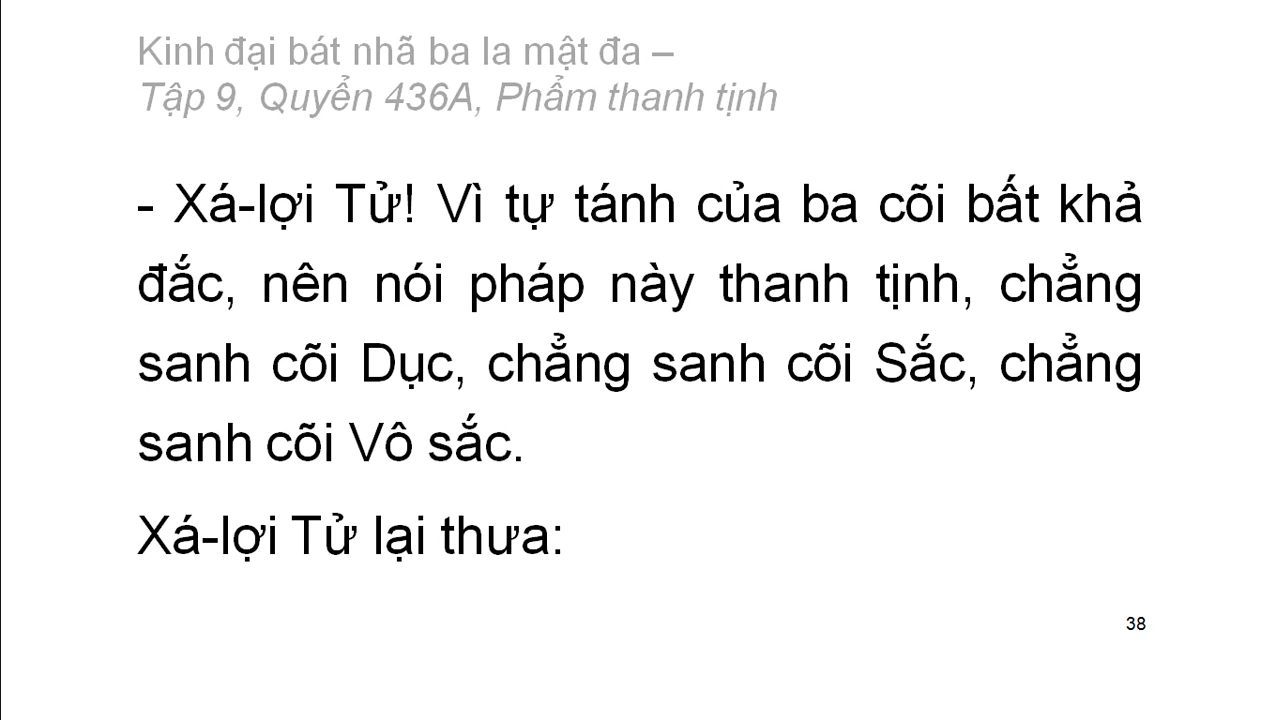 Kinh đại bát nhã ba la mật đa –
Tập 9, Quyển 436A, Phẩm thanh tịnh
- Xá-lợi Tử! Vì tự tánh của ba cõi bất khả
đắc, nên nói pháp này thanh tịnh, chẳng
sanh cõi Dục, chẳng sanh cõi Sắc, chẳng
sanh cõi Vô sắc.
Xá-lợi Tử lại thưa:
38